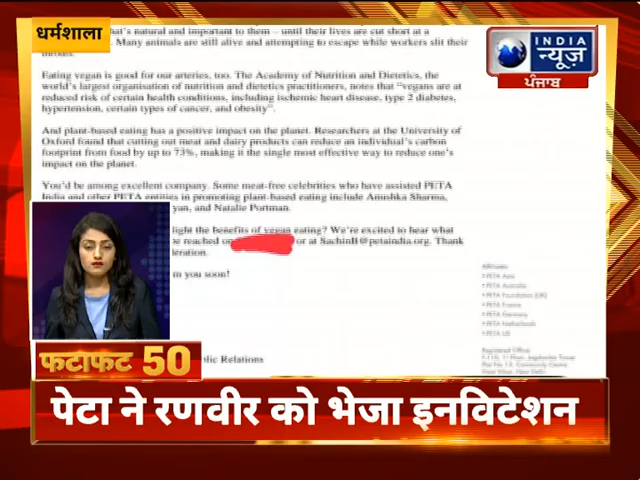 धर्मशाला
INDIA
न्यूज़
ਪੰਜਾਬ
that's natural and important to them – until their lives are cut short at a
Many animals are still alive and attempting to escape while workers slit their
throats.
Eating vegan is good for our arteries, too. The Academy of Nutrition and Dietetics, the
world's largest organisation of nutrition and dietetics practitioners, notes that "vegans are at
reduced risk of certain health conditions, including ischemic heart disease, type 2 diabetes,
hypertension, certain types of cancer, and obesity".
And plant-based eating has a positive impact on the planet. Researchers at the University of
Oxford found that cutting out meat and dairy products can reduce an individual's carbon
footprint from food by up to 73%, making it the single most effective way to reduce one's
impact on the planet.
You'd be among excellent company. Some meat-free celebrities who have assisted PETA
India and other PETA entities in promoting plant-based eating include Anushka Sharma,
and Natalie Portman.
light the benefits of vegan eating? We're excited to hear what
be reached on or at SachinB@petaindia.org. Thank
m you soon!
Relations
Affiliates
• PETA Asia
• PETA Australia
• PETA Foundation (UK)
• PETA France
• PETA Germany
• PETA Netherlands
• PETA US
Registered Office
फटाफट 50
पेटा ने रणवीर को भेजा इनविटेशन